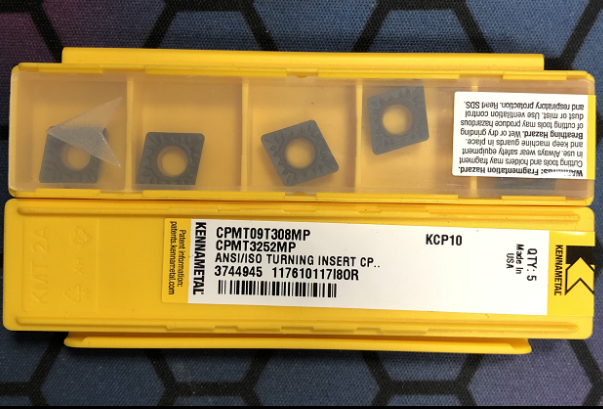 Warnings: Fragmentation Hazard.
Cutting tools and holders may fragment
in use. Always wear safety equipment
and keep machine guards in place.
Breathing Hazard. Wet or dry grinding
of cutting tools may produce hazardous
dust or mist. Use ventilation control
and respiratory protection. Read SDS.
Patent information:
patents.kennametal.com
KENNAMETAL
CPMT09T308MP
CPMT3252MP
ANSI/ISO TURNING INSERT CP..
3744945 117610117I80R
KCP10
QTY: 5
Made In
USA
KENNAMETAL